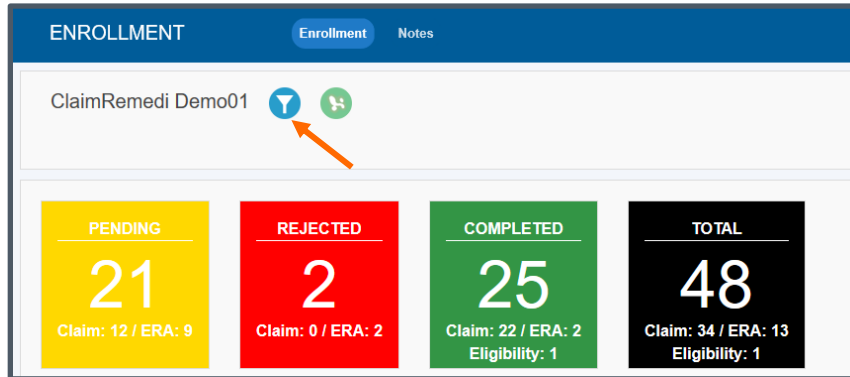 ENROLLMENT Enrollment Notes
ClaimRemedi Demo01
PENDING REJECTED COMPLETED TOTAL
21 2 25 48
Claim: 12 / ERA: 9 Claim: 0 / ERA: 2 Claim: 22 / ERA: 2 Claim: 34 / ERA: 13
Eligibility: 1 Eligibility: 1